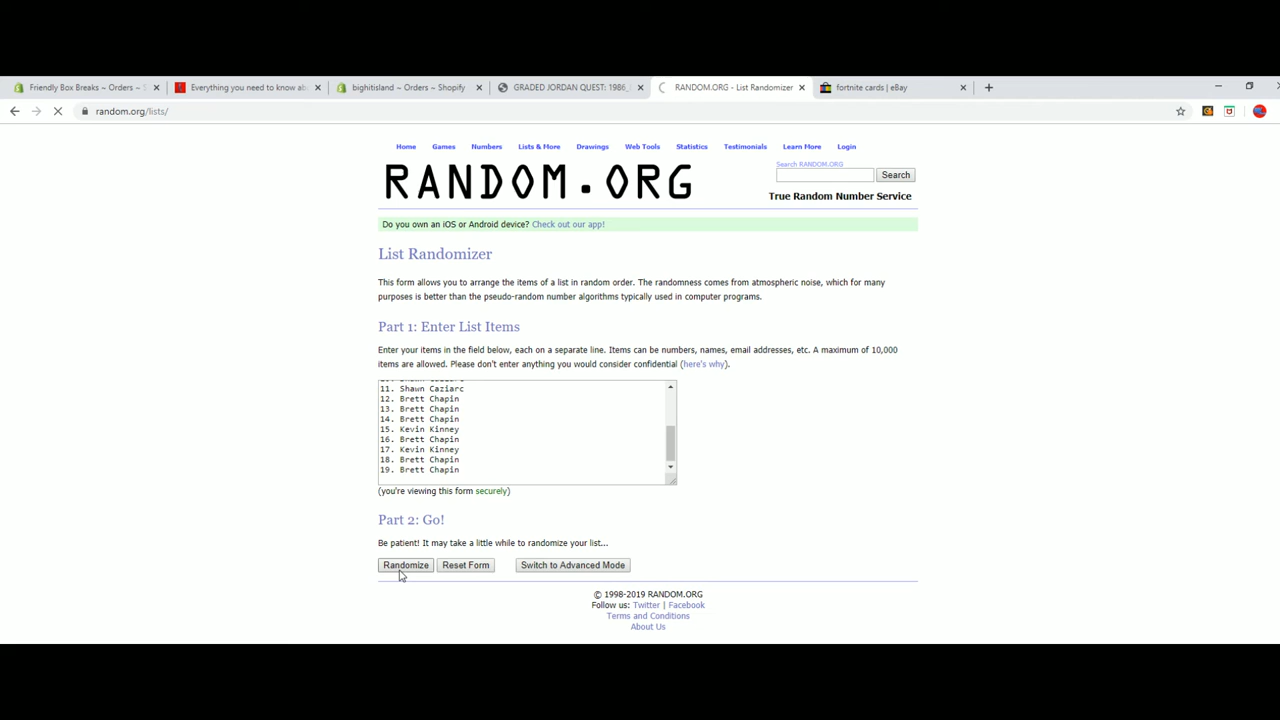 Friendly Box Breaks ~ Orders ~ S
Everything you need to know ab
bighitisland ~ Orders ~ Shopify
GRADED JORDAN QUEST: 1986_
RANDOM.ORG - List Randomizer
fortnite cards | eBay
random.org/lists/
Home Games Numbers Lists & More Drawings Web Tools Statistics Testimonials Learn More Login
RANDOM.ORG
Search RANDOM.ORG
Search
True Random Number Service
Do you own an iOS or Android device? Check out our app!
List Randomizer
This form allows you to arrange the items of a list in random order. The randomness comes from atmospheric noise, which for many
purposes is better than the pseudo-random number algorithms typically used in computer programs.
Part 1: Enter List Items
Enter your items in the field below, each on a separate line. Items can be numbers, names, email addresses, etc. A maximum of 10,000
items are allowed. Please don't enter anything you would consider confidential (here's why).
11. Shawn Caziarc
12. Brett Chapin
13. Brett Chapin
14. Brett Chapin
15. Kevin Kinney
16. Brett Chapin
17. Kevin Kinney
18. Brett Chapin
19. Brett Chapin
(you're viewing this form securely)
Part 2: Go!
Be patient! It may take a little while to randomize your list...
Randomize Reset Form Switch to Advanced Mode
© 1998-2019 RANDOM.ORG
Follow us: Twitter | Facebook
Terms and Conditions
About Us